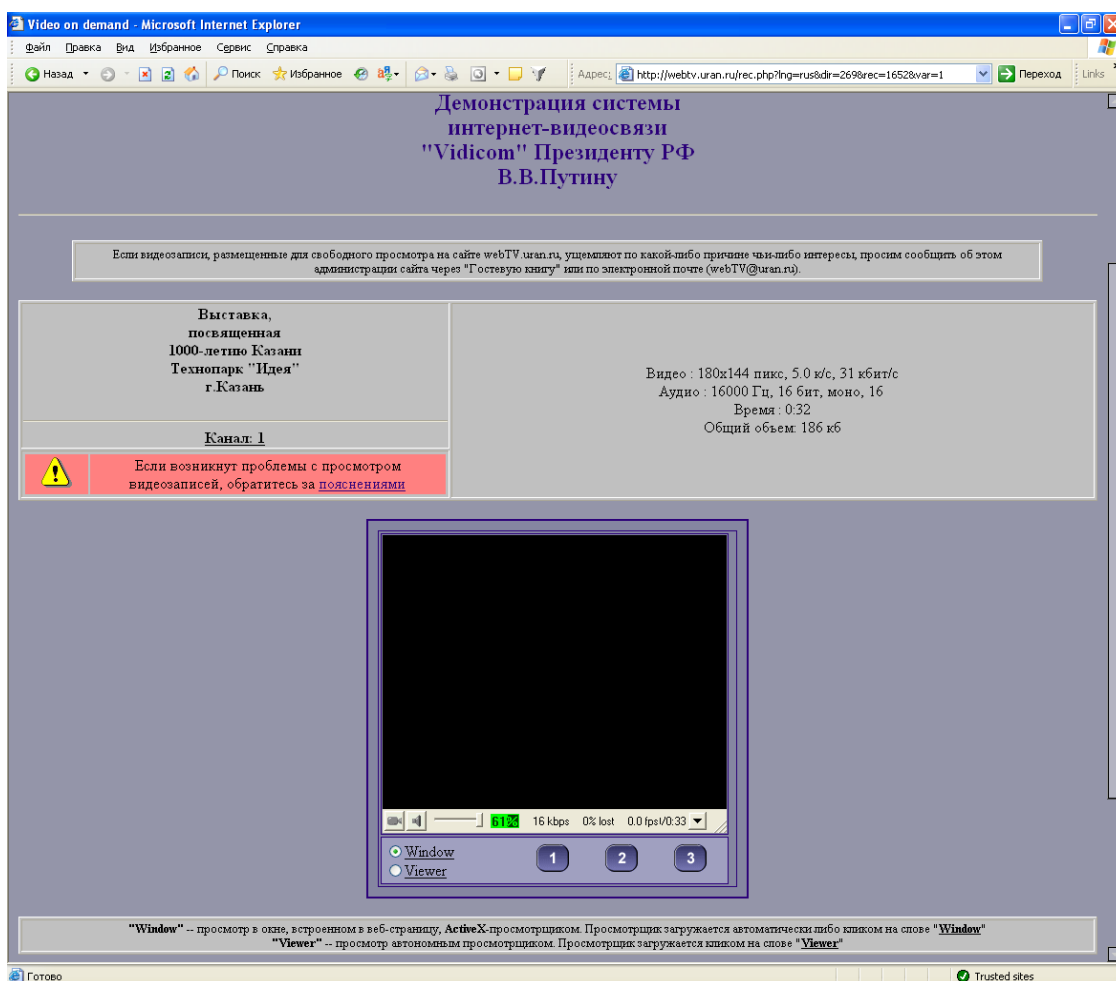 Video on demand - Microsoft Internet Explorer
Файл Правка Вид Избранное Сервис Справка
Назад Поиск Избранное Адрес: http://webtv.uran.ru/rec.php?lng=rus&dir=269&rec=1652&var=1 Переход Links
Демонстрация системы
интернет-видеосвязи
"Vidicom" Президенту РФ
В.В.Путину
Если видеозаписи, размещенные для свободного просмотра на сайте webTV.uran.ru, ущемляют по какой-либо причине чьи-либо интересы, просим сообщить об этом
администрации сайта через "Гостевую книгу" или по электронной почте (webTV@uran.ru).
Выставка,
посвященная
1000-летию Казани
Технопарк "Идея"
г.Казань
Канал: 1
Если возникнут проблемы с просмотром
видеозаписей, обратитесь за пояснениями
Видео : 180x144 пикс, 5.0 к/с, 31 кбит/с
Аудио : 16000 Гц, 16 бит, моно, 16
Время : 0:32
Общий объем: 186 кб
61% 16 kbps 0% lost 0.0 fps\/0:33
Window
Viewer
1 2 3
"Window" -- просмотр в окне, встроенном в веб-страницу, ActiveX-просмотрщиком. Просмотрщик загружается автоматически либо кликом на слове "Window"
"Viewer" -- просмотр автономным просмотрщиком. Просмотрщик загружается кликом на слове "Viewer"
Готово Trusted sites